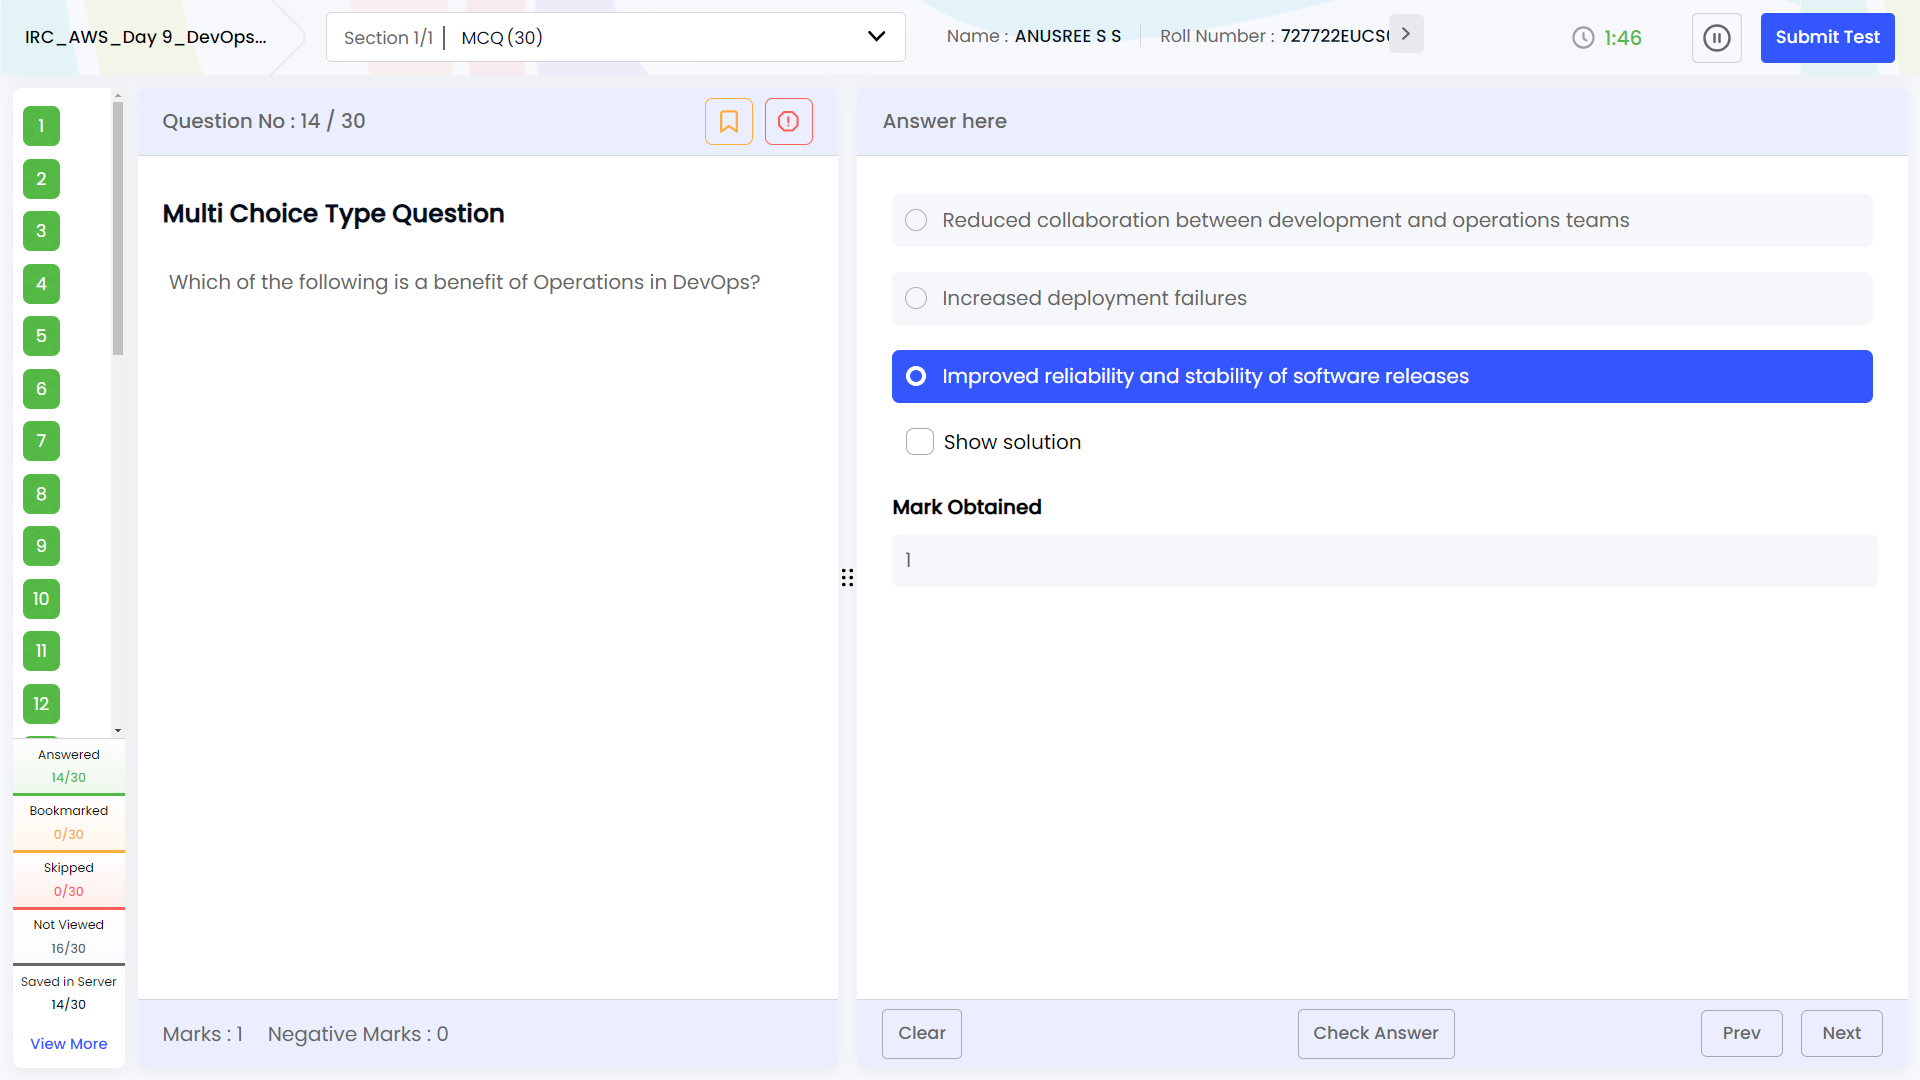 IRC_AWS_Day 9_DevOps...
Section 1/1 | MCQ (30)
Name : ANUSREE S S
Roll Number : 727722EUCS
1:46
Submit Test
1
2
3
4
5
6
7
8
9
10
11
12
Answered
14/30
Bookmarked
0/30
Skipped
0/30
Not Viewed
16/30
Saved in Server
14/30
View More
Question No : 14 / 30
Multi Choice Type Question
Which of the following is a benefit of Operations in DevOps?
Marks : 1 Negative Marks : 0
Answer here
Reduced collaboration between development and operations teams
Increased deployment failures
Improved reliability and stability of software releases
Show solution
Mark Obtained
1
Clear
Check Answer
Prev
Next